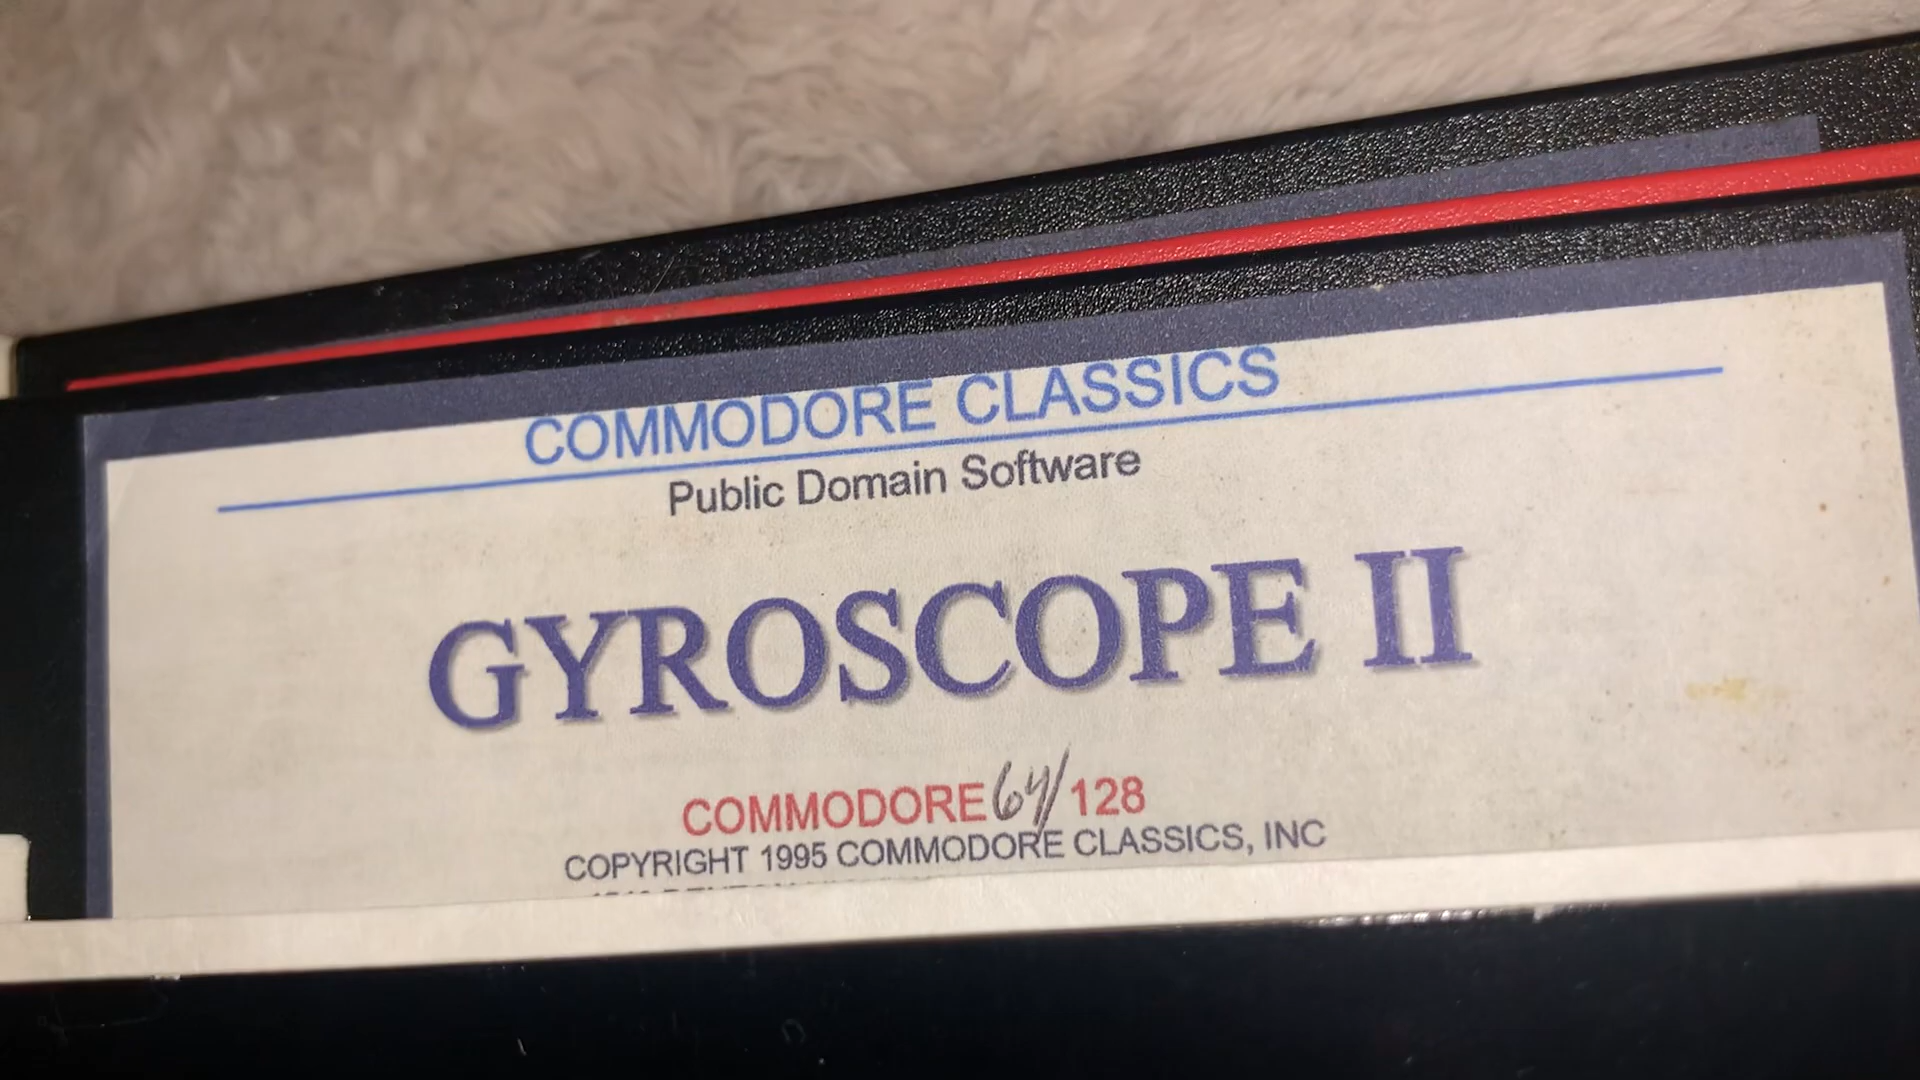 COMMODORE CLASSICS
Public Domain Software
GYROSCOPE II
COMMODORE 64/128
COPYRIGHT 1995 COMMODORE CLASSICS, INC